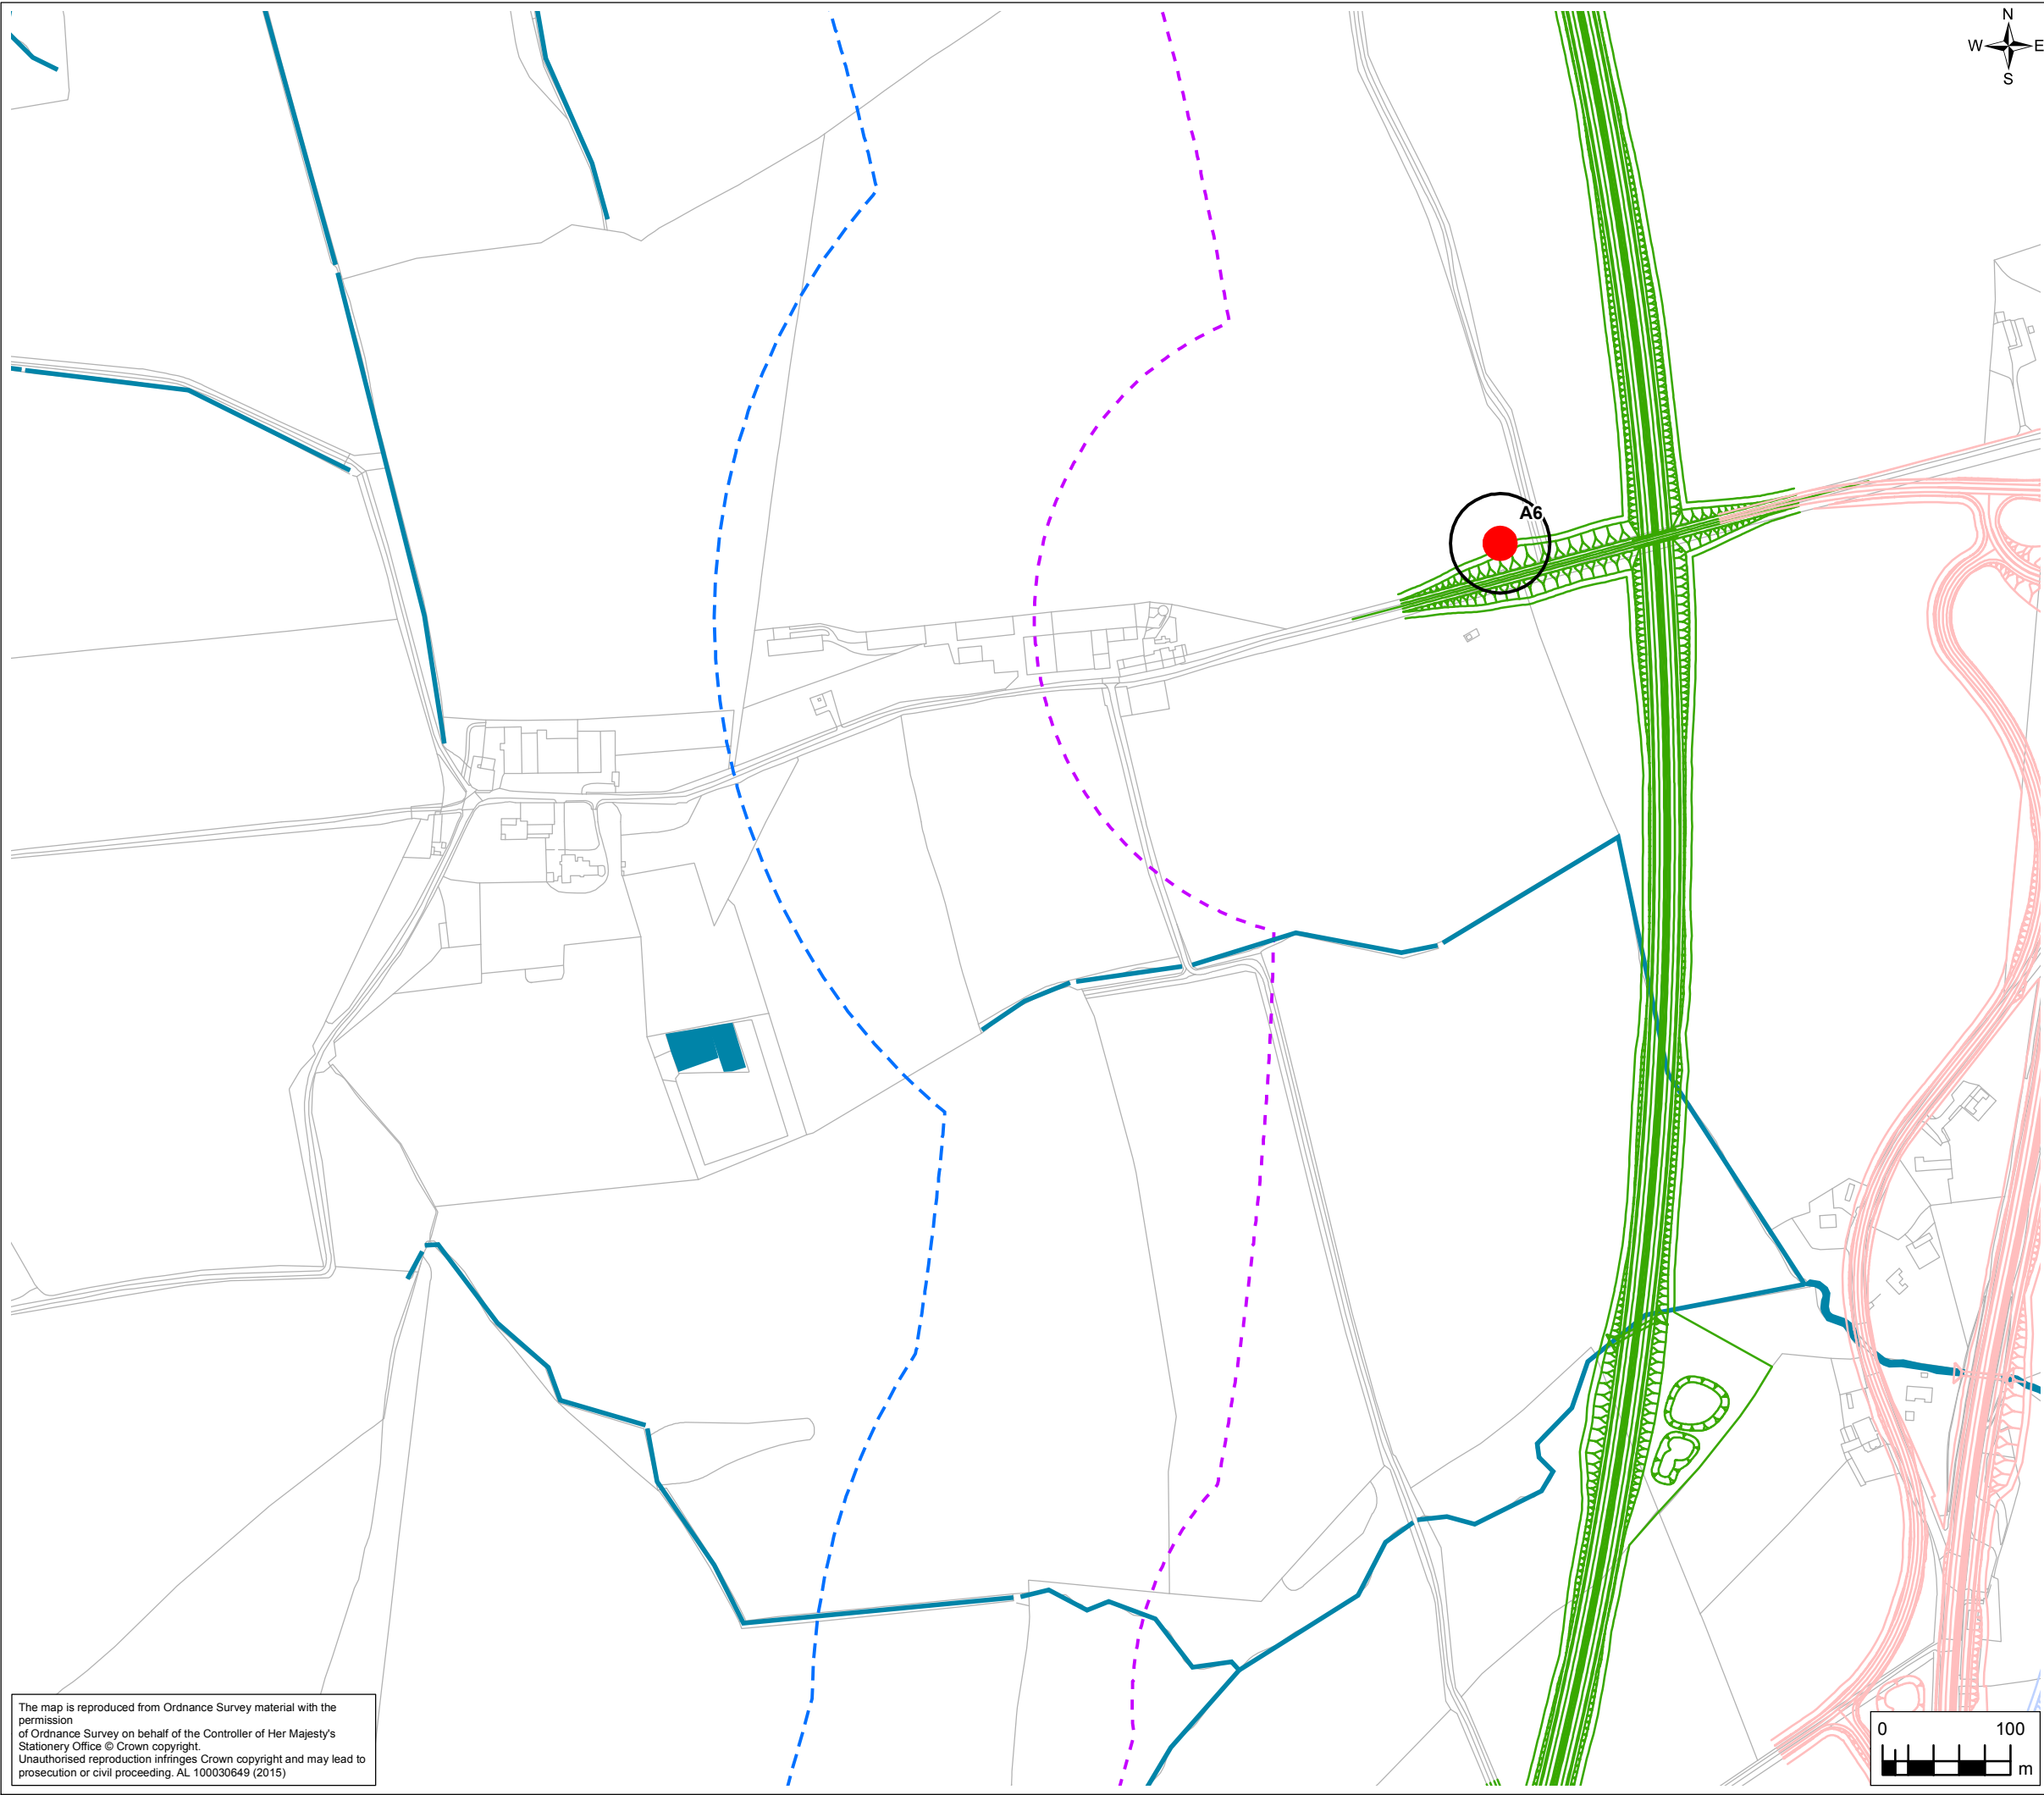 N
W E
S
A6
The map is reproduced from Ordnance Survey material with the
permission
of Ordnance Survey on behalf of the Controller of Her Majesty's
Stationery Office © Crown copyright.
Unauthorised reproduction infringes Crown copyright and may lead to
prosecution or civil proceeding. AL 100030649 (2015)
0 100
m